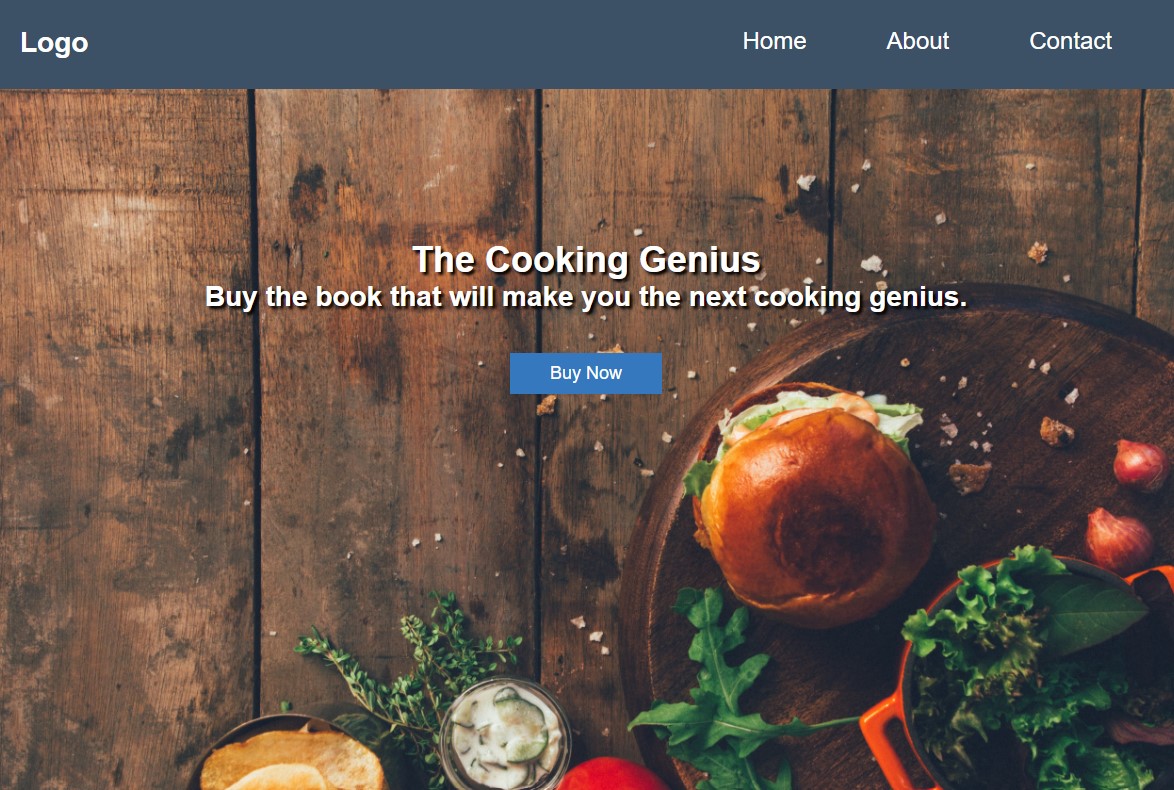 Logo
Home About Contact
The Cooking Genius
Buy the book that will make you the next cooking genius.
Buy Now